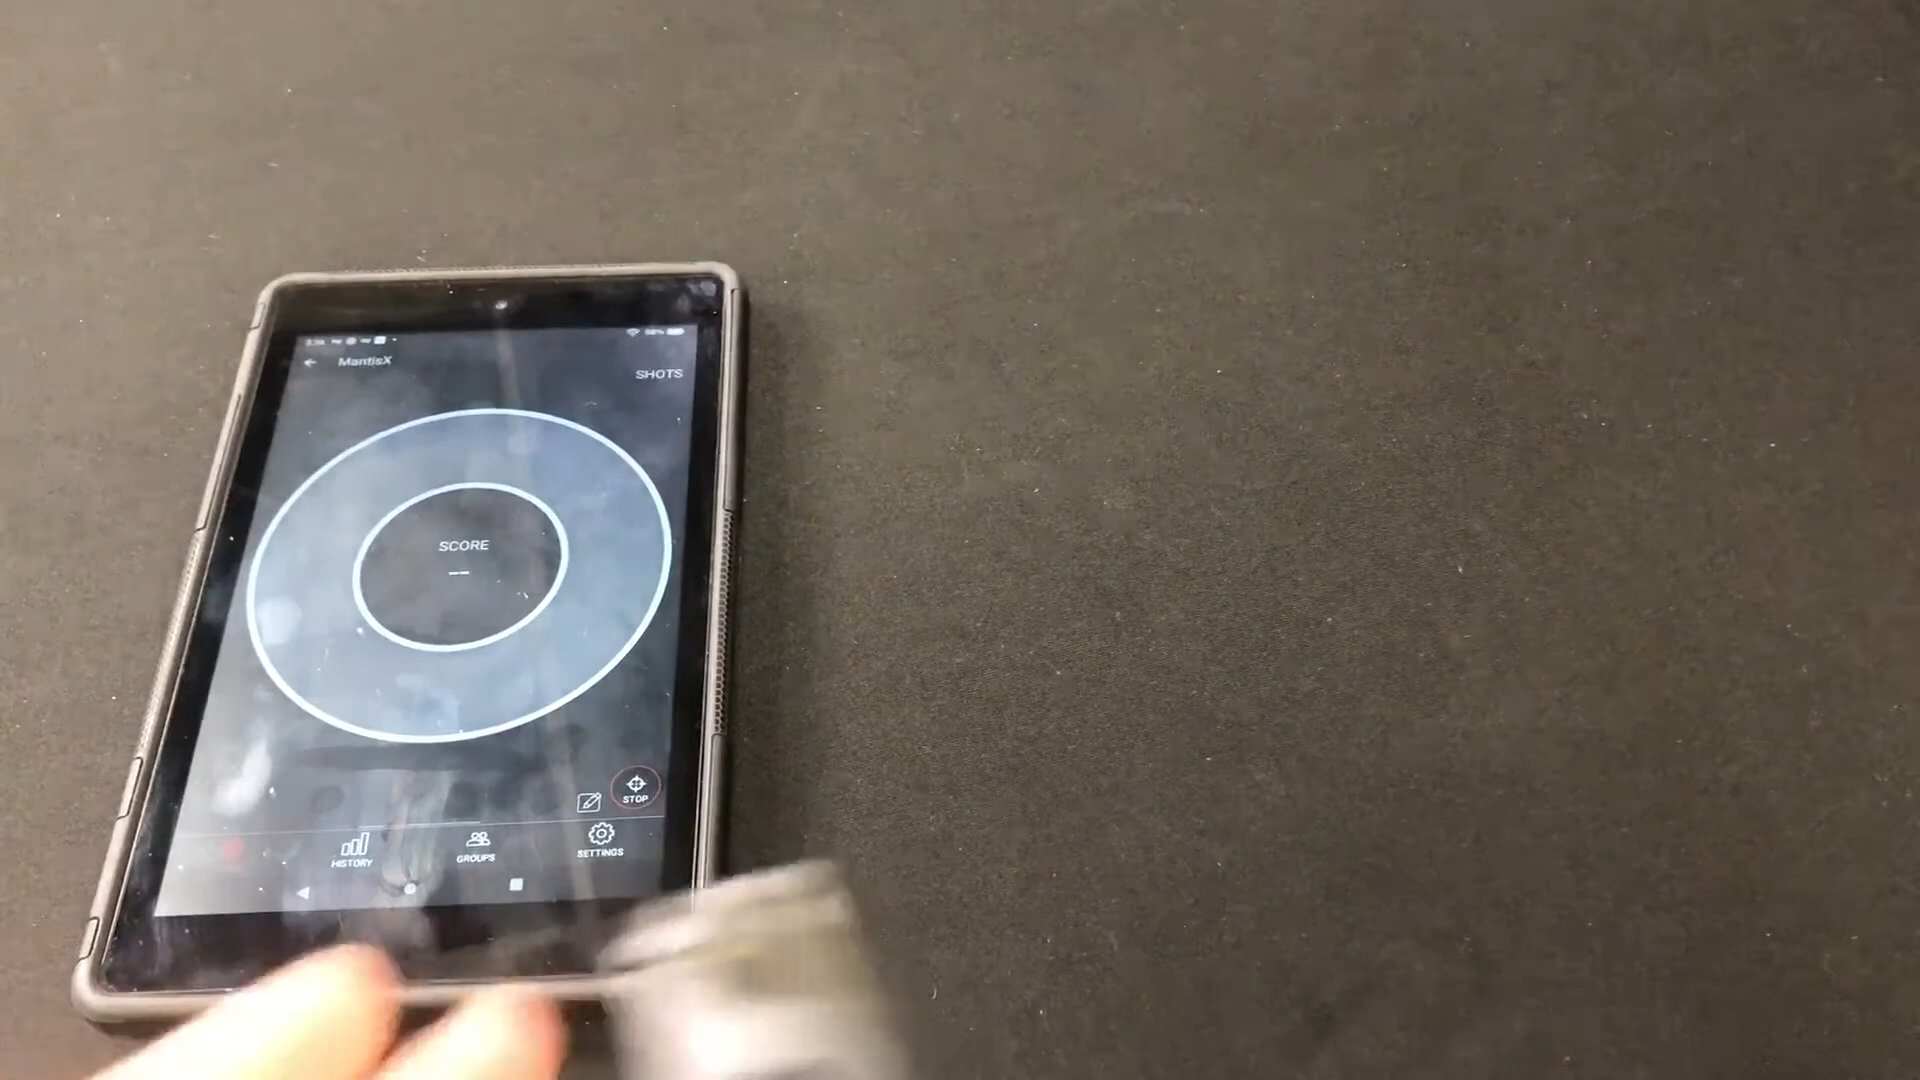 MantisX
SHOTS
SCORE
--
STOP
HISTORY
GROUPS
SETTINGS